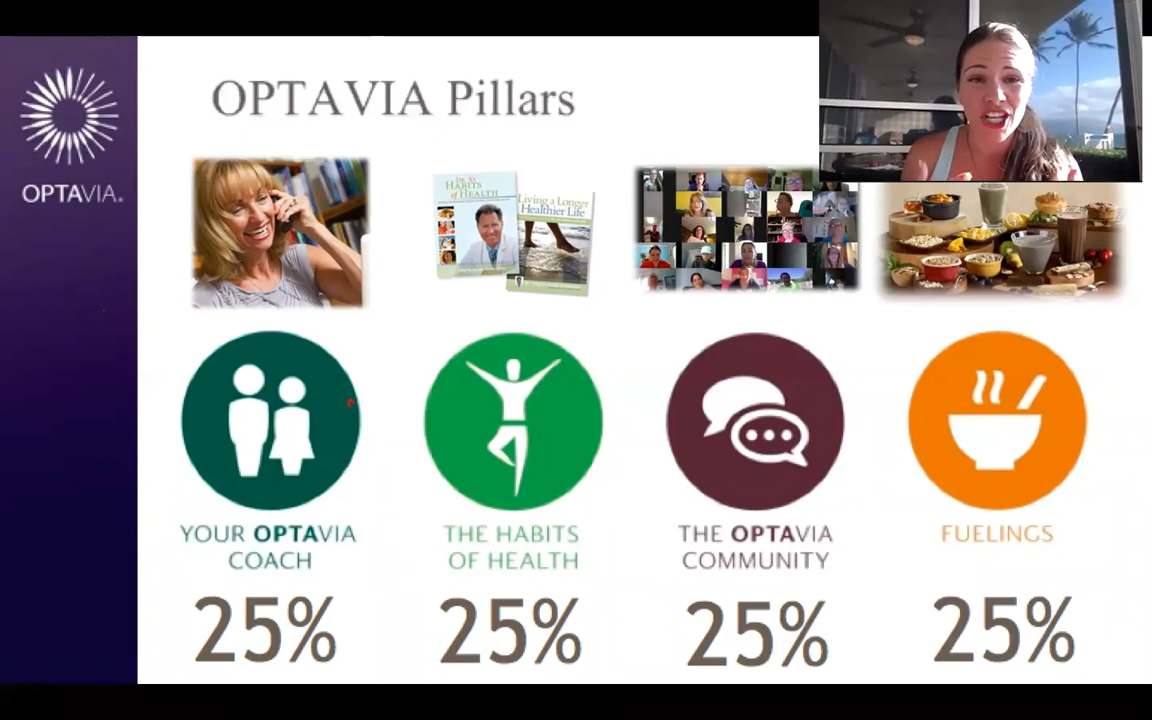 OPTAVIA Pillars
OPTAVIA®
HABITS
of HEALTH
Living a Longer
Healthier Life
YOUR OPTAVIA
COACH
THE HABITS
OF HEALTH
THE OPTAVIA
COMMUNITY
FUELINGS
25%
25%
25%
25%